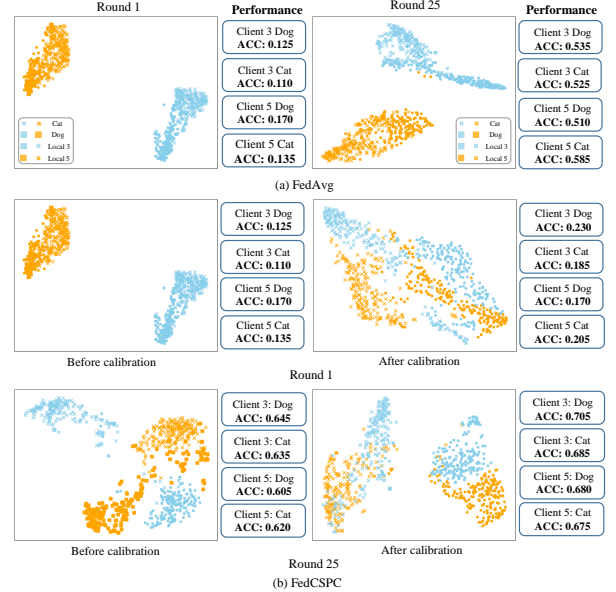 Round 1
Performance
Round 25
Performance
Client 3 Dog
ACC: 0.125
Client 3 Cat
ACC: 0.110
Client 5 Dog
ACC: 0.170
Client 5 Cat
ACC: 0.135
Cat
Dog
Local 3
Local 5
Client 3 Dog
ACC: 0.535
Client 3 Cat
ACC: 0.525
Client 5 Dog
ACC: 0.510
Client 5 Cat
ACC: 0.585
Cat
Dog
Local 3
Local 5
(a) FedAvg
Client 3 Dog
ACC: 0.125
Client 3 Cat
ACC: 0.110
Client 5 Dog
ACC: 0.170
Client 5 Cat
ACC: 0.135
Client 3 Dog
ACC: 0.230
Client 3 Cat
ACC: 0.185
Client 5 Dog
ACC: 0.170
Client 5 Cat
ACC: 0.205
Before calibration
After calibration
Round 1
Client 3: Dog
ACC: 0.645
Client 3: Cat
ACC: 0.635
Client 5: Dog
ACC: 0.605
Client 5: Cat
ACC: 0.620
Client 3: Dog
ACC: 0.705
Client 3: Cat
ACC: 0.685
Client 5: Dog
ACC: 0.680
Client 5: Cat
ACC: 0.675
Before calibration
After calibration
Round 25
(b) FedCSPC